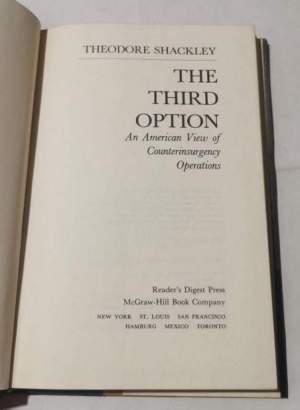 THEODORE SHACKLEY
THE
THIRD
OPTION
An American View of
Counterinsurgency
Operations
Reader's Digest Press
McGraw-Hill Book Company
NEW YORK ST. LOUIS SAN FRANCISCO
HAMBURG MEXICO TORONTO